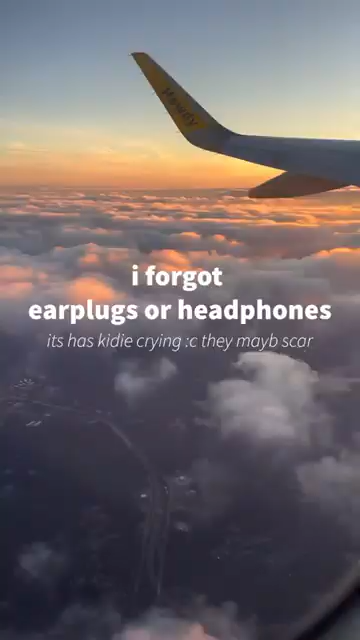 i forgot
earplugs or headphones
its has kidie crying :c they mayb scar